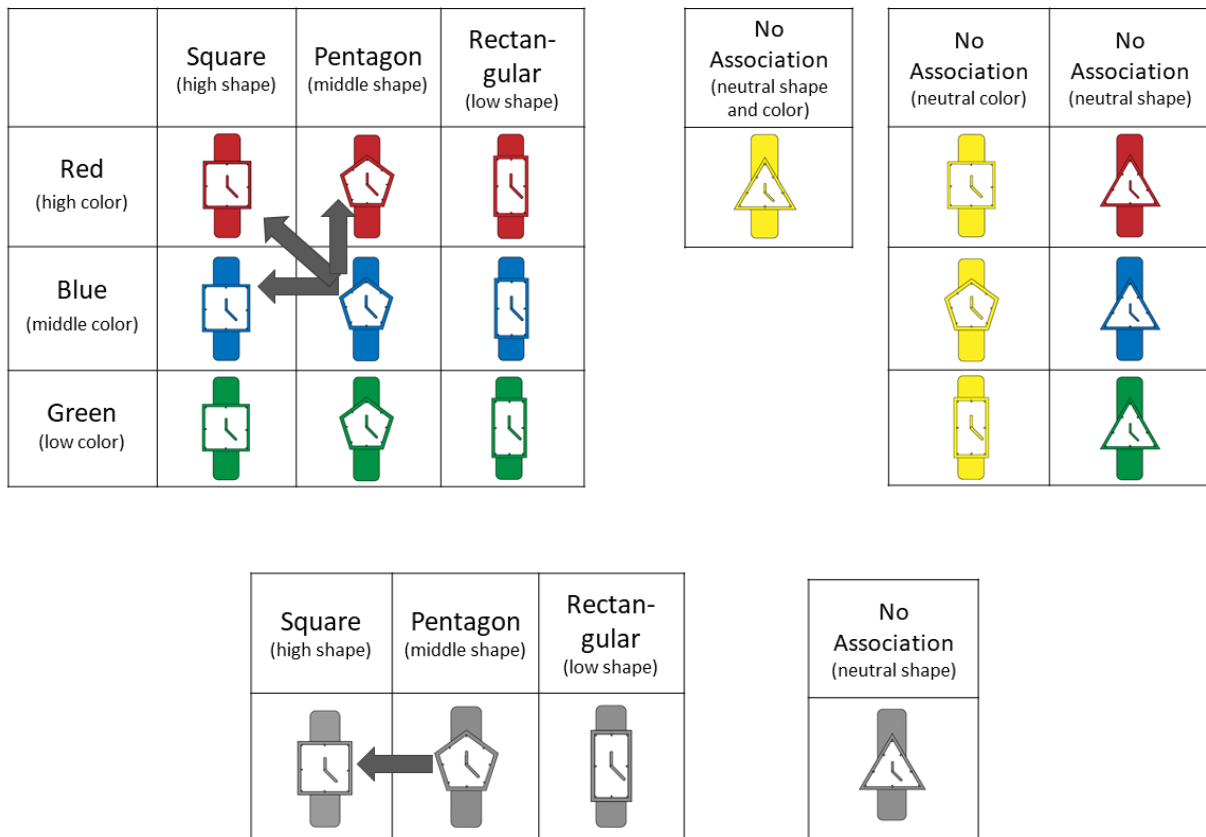 Square
(high shape)
Pentagon
(middle shape)
Rectan-
gular
(low shape)
Red
(high color)
Blue
(middle color)
Green
(low color)
No
Association
(neutral shape
and color)
No
Association
(neutral color)
No
Association
(neutral shape)
Square
(high shape)
Pentagon
(middle shape)
Rectan-
gular
(low shape)
No
Association
(neutral shape)